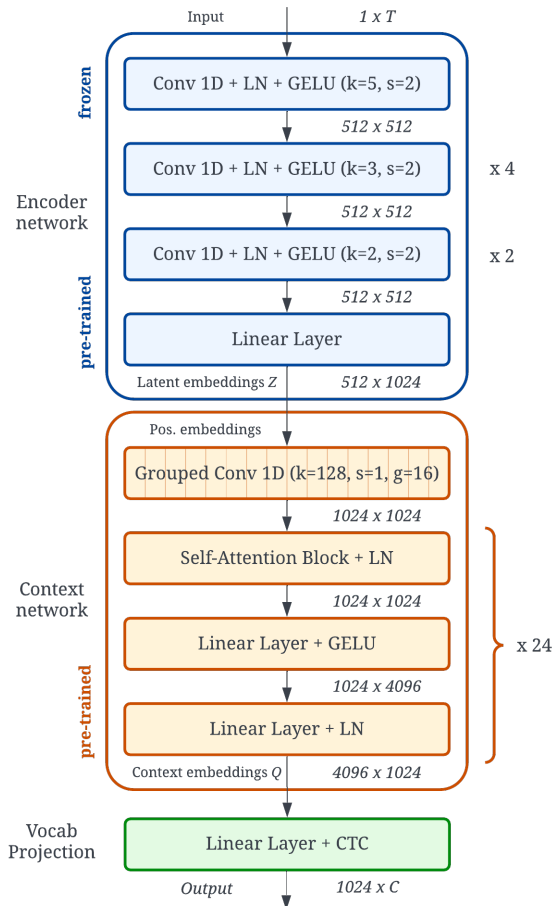 Input
1 x T
frozen
Conv 1D + LN + GELU (k=5, s=2)
512 x 512
Conv 1D + LN + GELU (k=3, s=2)
x 4
Encoder
network
512 x 512
Conv 1D + LN + GELU (k=2, s=2)
x 2
512 x 512
pre-trained
Linear Layer
Latent embeddings Z
512 x 1024
Pos. embeddings
Grouped Conv 1D (k=128, s=1, g=16)
1024 x 1024
Self-Attention Block + LN
Context
network
1024 x 1024
Linear Layer + GELU
x 24
1024 x 4096
pre-trained
Linear Layer + LN
Context embeddings Q
4096 x 1024
Vocab
Projection
Linear Layer + CTC
Output
1024 x C